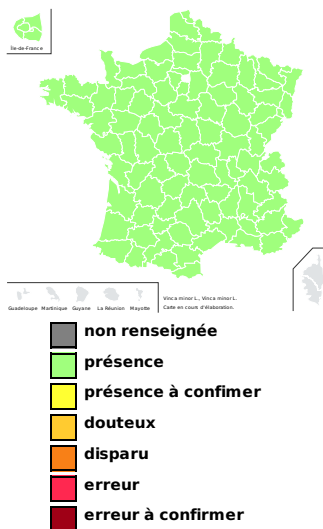 Île-de-France
Guadeloupe Martinique Guyane La Réunion Mayotte
Vinca minor L., Vinca minor L.
Carte en cours d'élaboration.
non renseignée
présence
présence à confimer
douteux
disparu
erreur
erreur à confirmer